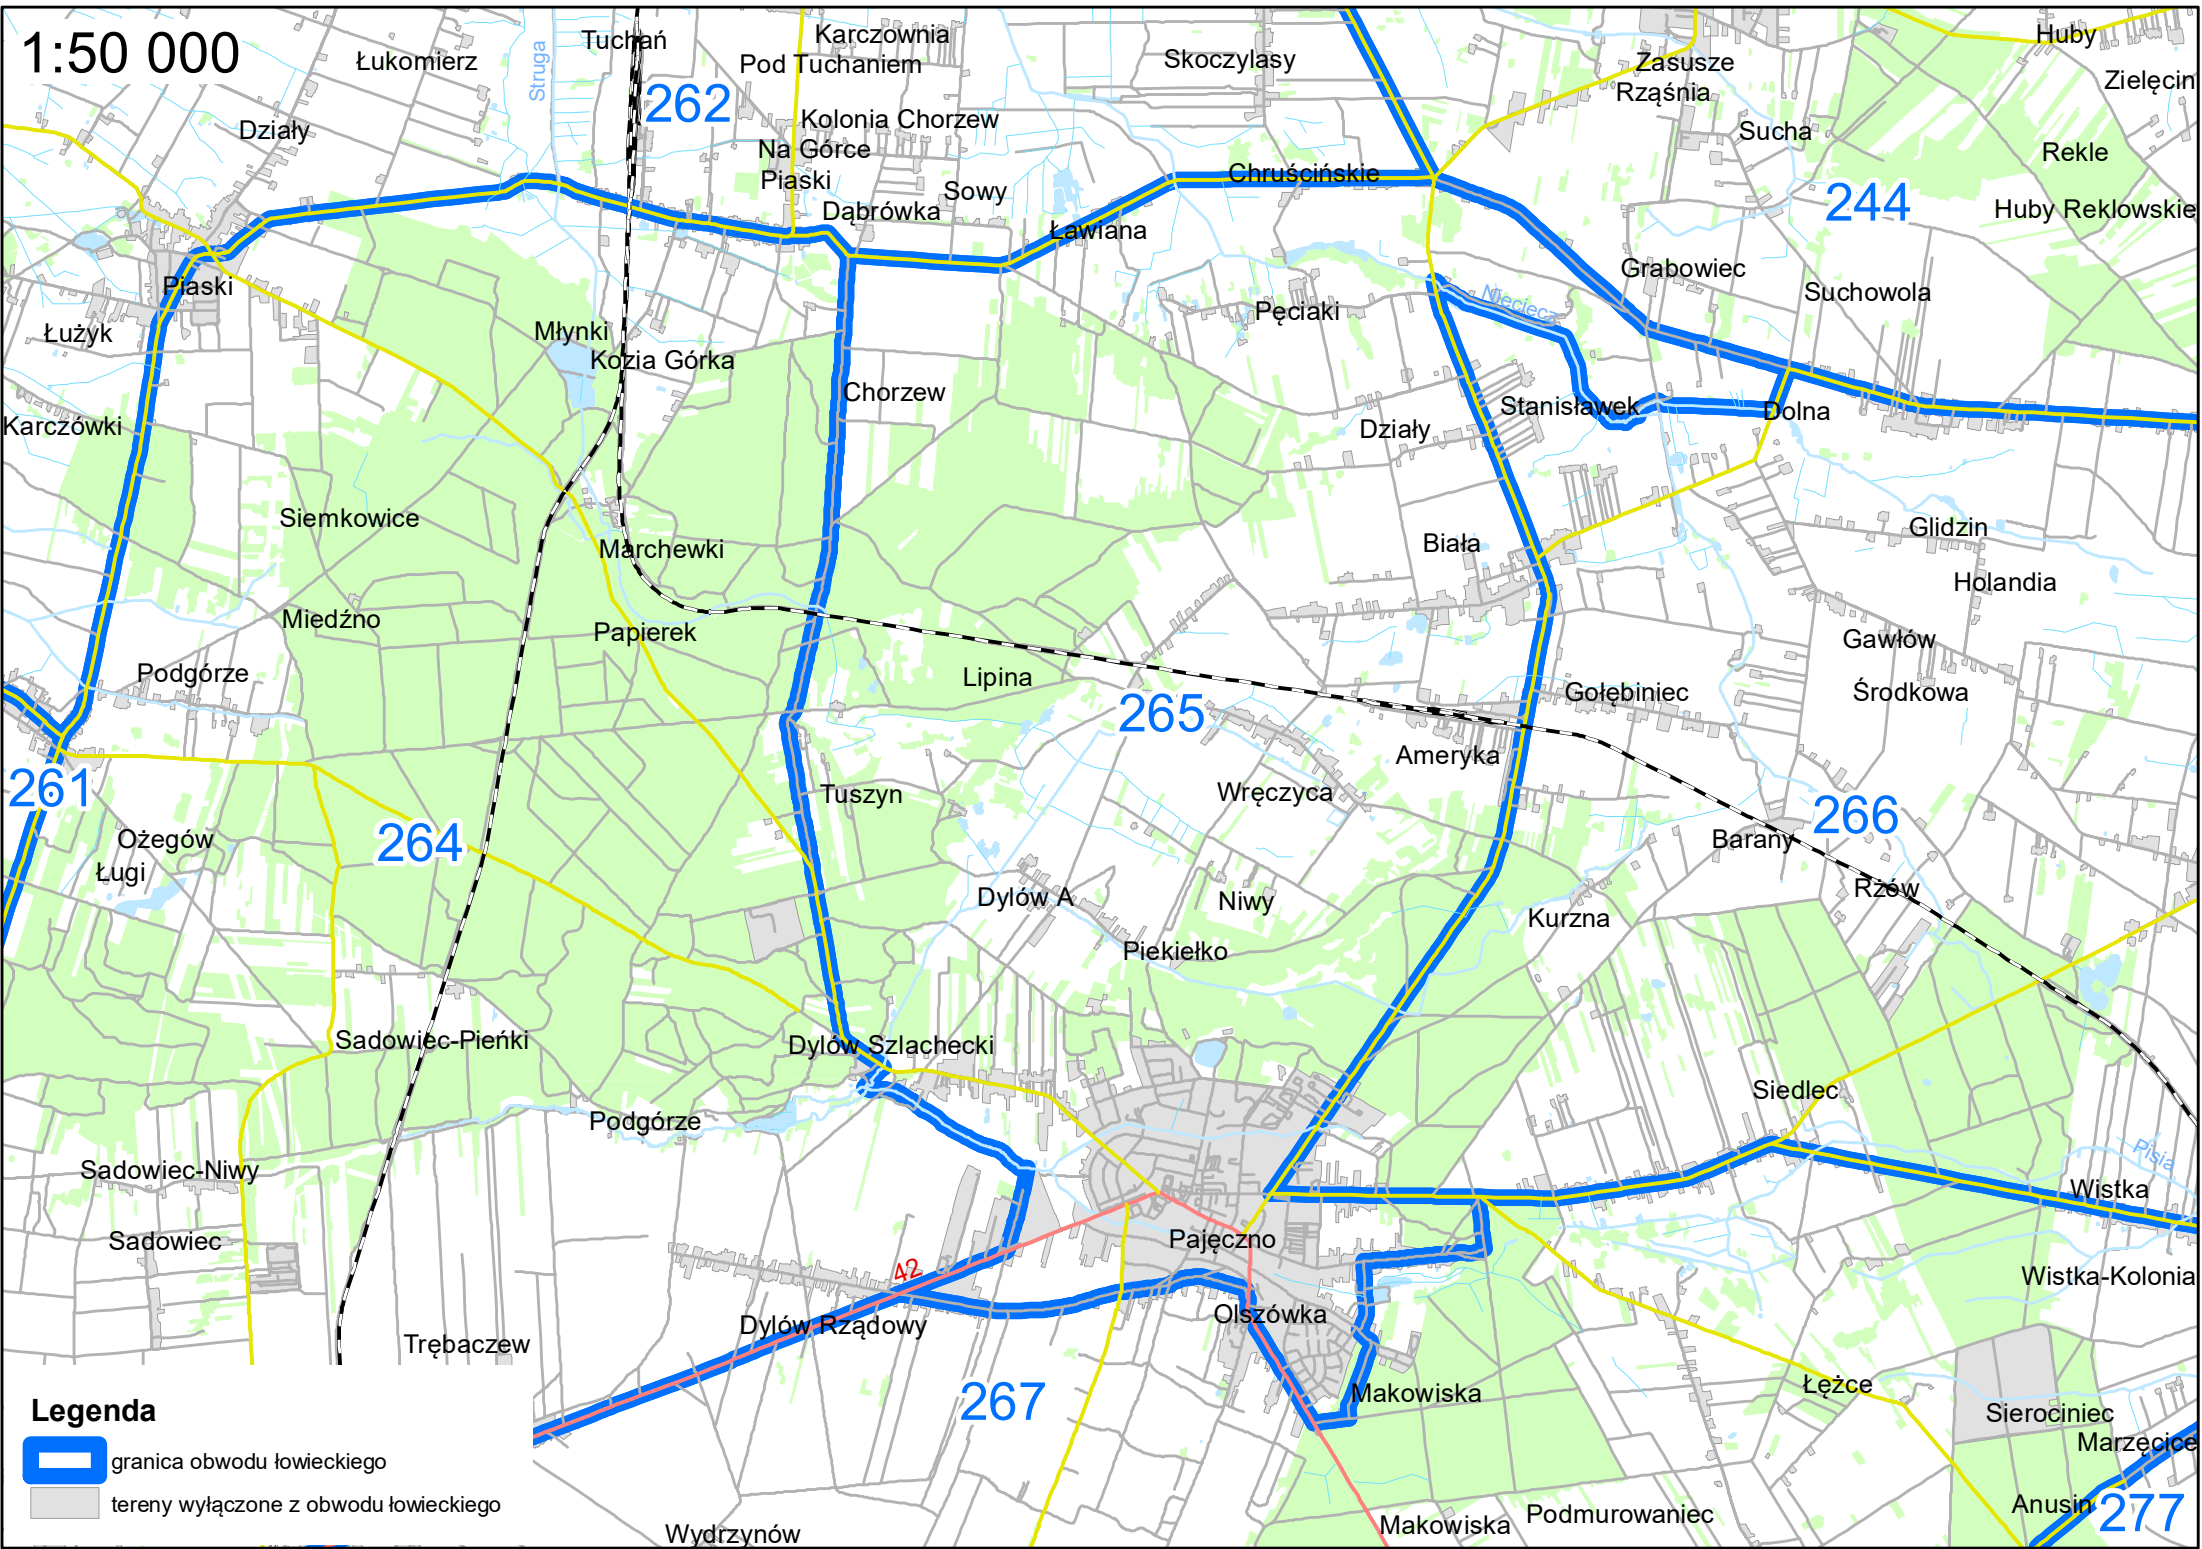 1:50 000
Łukomierz
Struga
Tuchań
Karczownia
Pod Tuchaniem
Skoczylasy
Huby
Zasusze
Rząśnia
Zielęcin
Działy
262
Kolonia Chorzew
Na Górce
Piaski
Sowy
Dąbrówka
Ławiana
Chruścińskie
Sucha
Rekle
244
Huby Reklowskie
Piaski
Łużyk
Młynki
Kozia Górka
Chorzew
Pęciaki
Nieciecz
Grabowiec
Suchowola
Karczówki
Działy
Stanisławek
Dolna
Siemkowice
Marchewki
Biała
Glidzin
Holandia
Miedźno
Papierek
Gawłów
Podgórze
Lipina
265
Gołębiniec
Środkowa
261
Tuszyn
Wręczyca
Ameryka
266
Barany
Ożegów
264
Ługi
Dylów A
Niwy
Kurzna
Rżów
Piekiełko
Sadowiec-Pieńki
Dylów Szlachecki
Siedlec
Podgórze
Pisia
Sadowiec-Niwy
Wistka
Sadowiec
42
Pajęczno
Wistka-Kolonia
Dylów Rządowy
Olszówka
Trębaczew
267
Makowiska
Łężce
Sierociniec
Marzęcice
Legenda
granica obwodu łowieckiego
tereny wyłączone z obwodu łowieckiego
Wydrzynów
Makowiska
Podmurowaniec
Anusin
277